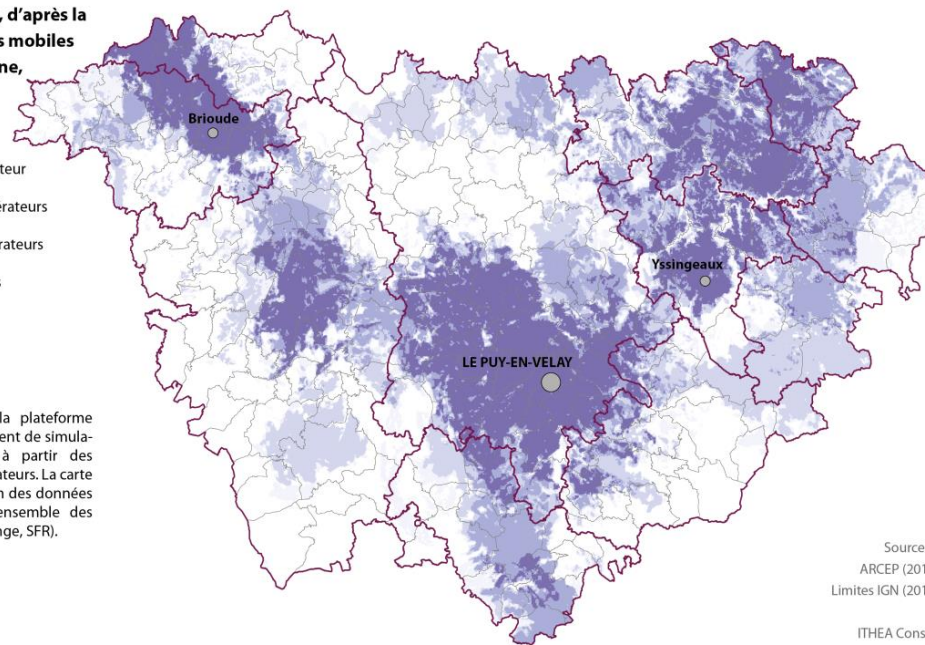 , d'après la
s mobiles
ne,
teur
érateurs
rateurs
s
la plateforme
ent de simula-
à partir des
ateurs. La carte
n des données
ensemble des
nge, SFR).
Brioude
Yssingeaux
LE PUY-EN-VELAY
Source
ARCEP (201
Limites IGN (201
ITHEA Cons